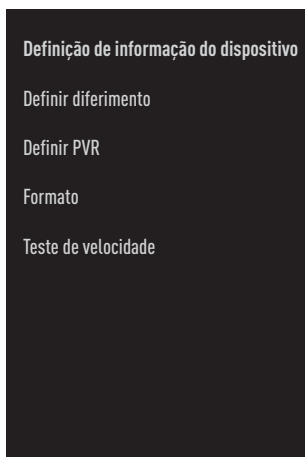 Definição de informação do dispositivo
Definir diferimento
Definir PVR
Formato
Teste de velocidade